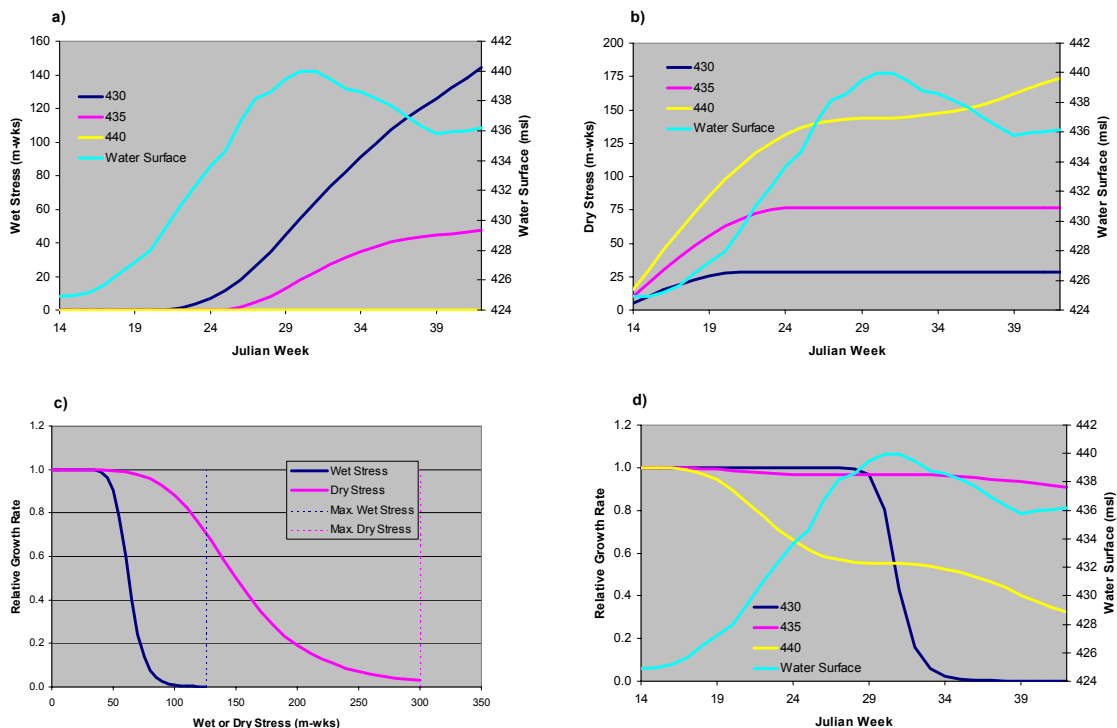 a)
160
140
120
100
80
60
40
20
0
Wet Stress (m-wks)
430
435
440
Water Surface
442
440
438
436
434
432
430
428
426
424
Water Surface (msl)
14 19 24 29 34 39
Julian Week
b)
200
175
150
125
100
75
50
25
0
Dry Stress (m-wks)
430
435
440
Water Surface
442
440
438
436
434
432
430
428
426
424
Water Surface (msl)
14 19 24 29 34 39
Julian Week
c)
1.2
1.0
0.8
0.6
0.4
0.2
0.0
Relative Growth Rate
Wet Stress
Dry Stress
Max. Wet Stress
Max. Dry Stress
0 50 100 150 200 250 300 350
Wet or Dry Stress (m-wks)
d)
1.2
1.0
0.8
0.6
0.4
0.2
0.0
Relative Growth Rate
430
435
440
Water Surface
442
440
438
436
434
432
430
428
426
424
Water Surface (msl)
14 19 24 29 34 39
Julian Week